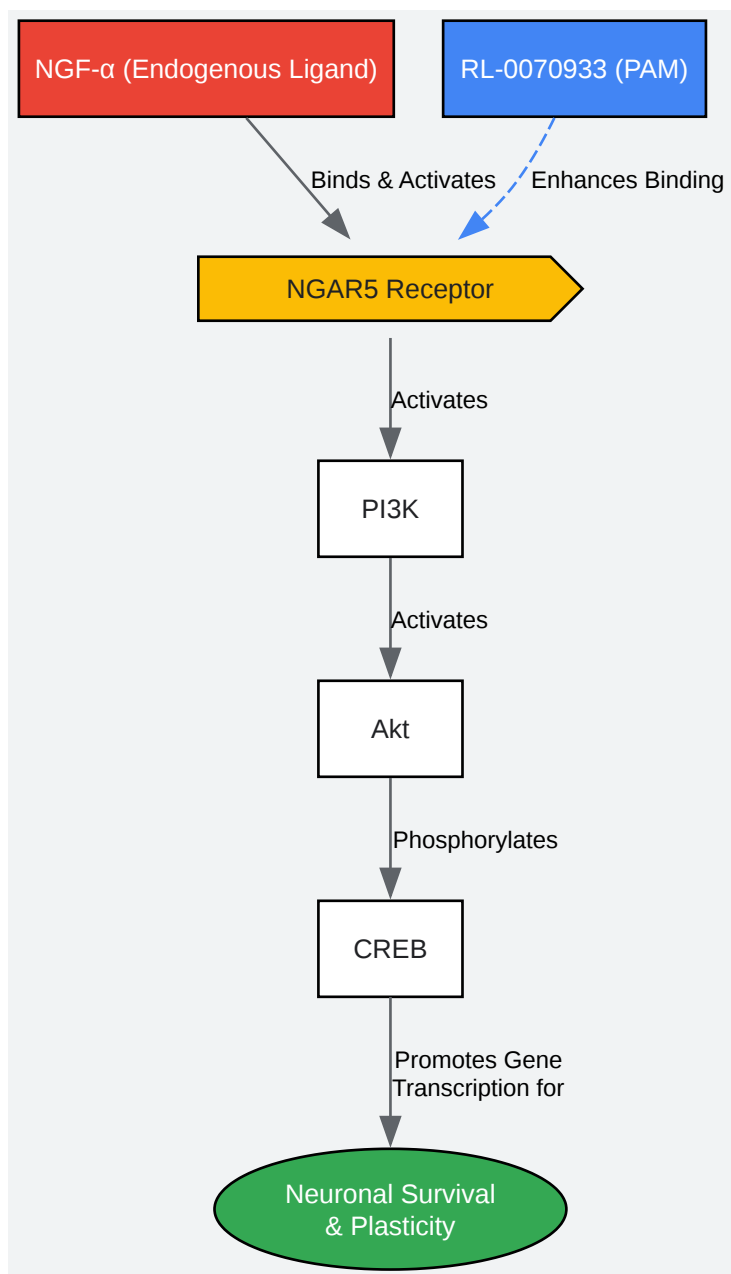 NGF-α (Endogenous Ligand)
RL-0070933 (PAM)
Binds & Activates
Enhances Binding
NGAR5 Receptor
Activates
PI3K
Activates
Akt
Phosphorylates
CREB
Promotes Gene
Transcription for
Neuronal Survival
& Plasticity